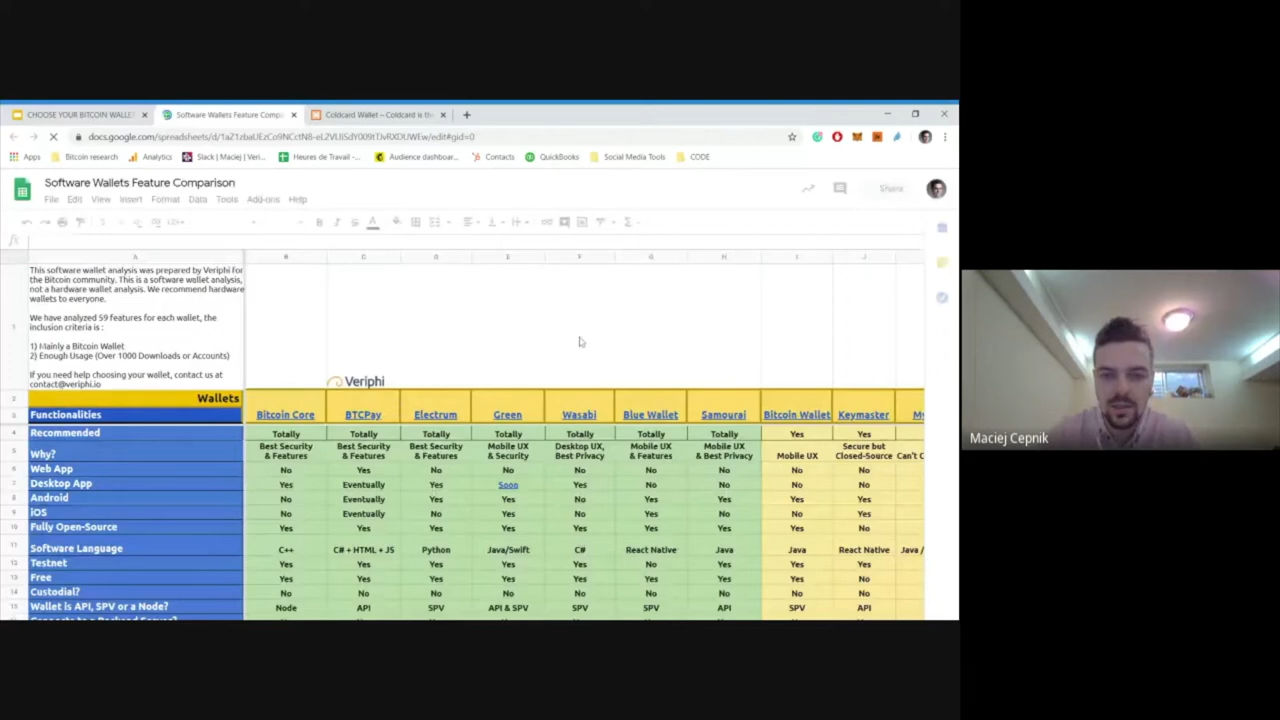 CHOOSE YOUR BITCOIN WALLET
Software Wallets Feature Compa
Coldcard Wallet – Coldcard is th
Apps
Bitcoin research
Analytics
Slack | Maciej | Veri...
Heures de Travail -...
Audience dashboar...
Contacts
QuickBooks
Social Media Tools
CODE
Software Wallets Feature Comparison
File Edit View Insert Format Data Tools Add-ons Help
Share
A B C D E F G H I J
This software wallet analysis was prepared by Veriphi for
the Bitcoin community. This is a software wallet analysis,
not a hardware wallet analysis. We recommend hardware
wallets to everyone.
We have analyzed 59 features for each wallet, the
inclusion criteria is :
1) Mainly a Bitcoin Wallet
2) Enough Usage (Over 1000 Downloads or Accounts)
If you need help choosing your wallet, contact us at
contact@veriphi.io
Veriphi
Wallets
Functionalities Bitcoin Core BTCPay Electrum Green Wasabi Blue Wallet Samourai Bitcoin Wallet Keymaster
Recommended Totally Totally Totally Totally Totally Totally Totally Yes Yes
Why? Best Security & Features Best Security & Features Best Security & Features Mobile UX & Security Desktop UX, Best Privacy Mobile UX & Features Mobile UX & Best Privacy Mobile UX Secure but Closed-Source Can't
Web App No Yes No No No No No No No
Desktop App Yes Eventually Yes Soon Yes No No No No
Android No Eventually Yes Yes No Yes Yes Yes Yes
iOS No Eventually No Yes No Yes No No Yes
Fully Open-Source Yes Yes Yes Yes Yes Yes Yes Yes No
Software Language C++ C# + HTML + JS Python Java/Swift C# React Native Java Java React Native Java /
Testnet Yes Yes Yes Yes Yes No Yes Yes Yes
Free Yes Yes Yes Yes Yes Yes Yes Yes No
Custodial? No No No No No No No No No
Wallet is API, SPV or a Node? Node API SPV API & SPV SPV SPV API SPV API
Maciej Cepnik